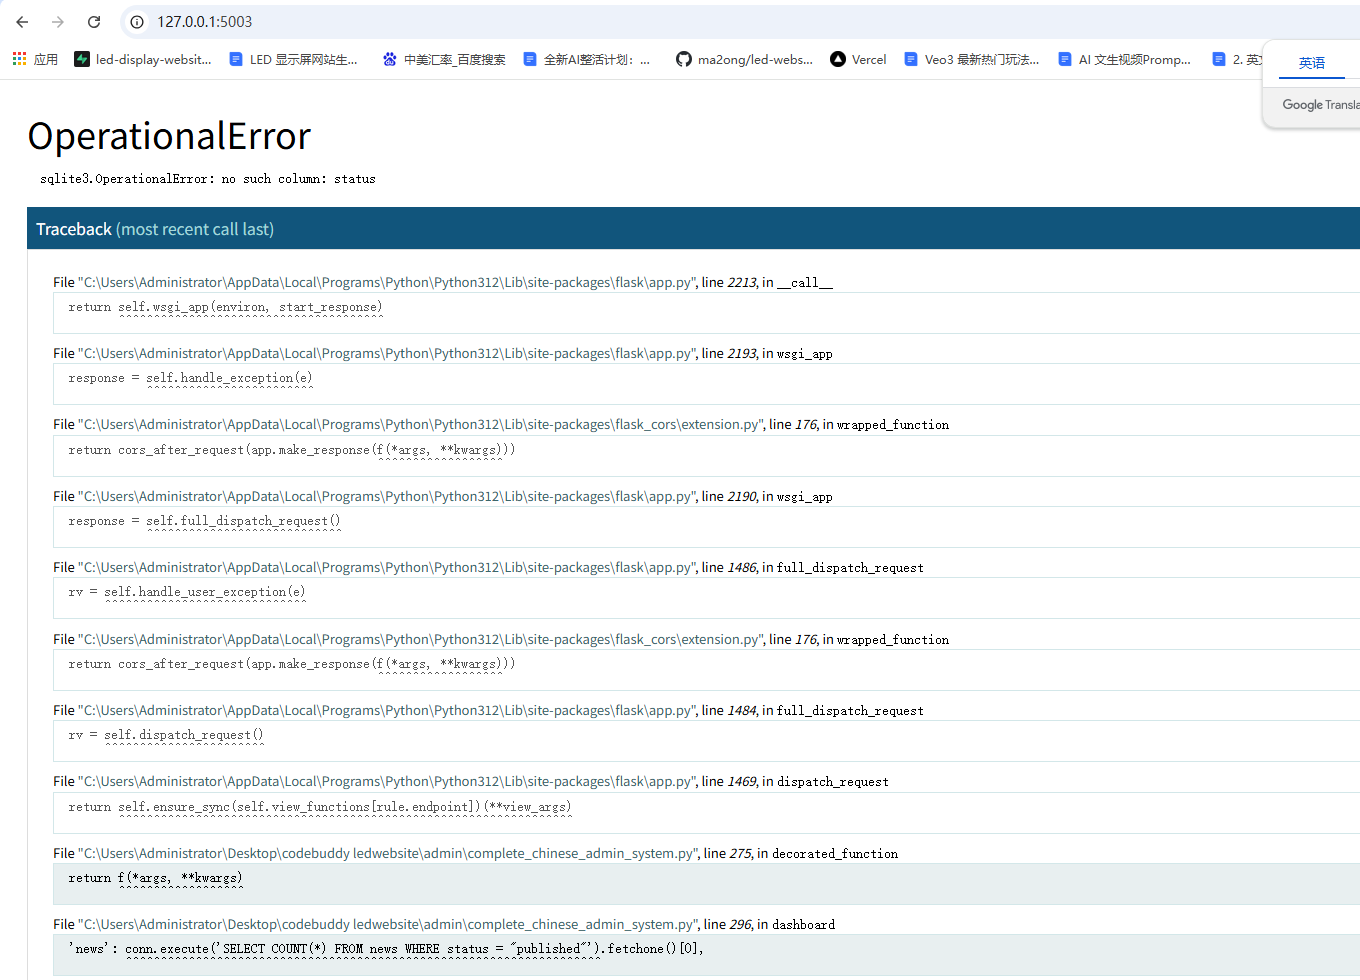 127.0.0.1:5003
应用 led-display-websit... LED 显示屏网站生... 中美汇率_百度搜索 全新AI整活计划：... ma2ong/led-webs... Vercel Veo3 最新热门玩法... AI 文生视频Promp... 2. 英文
英语
Google Transla
OperationalError
sqlite3.OperationalError: no such column: status
Traceback (most recent call last)
File "C:\Users\Administrator\AppData\Local\Programs\Python\Python312\Lib\site-packages\flask\app.py", line 2213, in __call__
return self.wsgi_app(environ, start_response)
File "C:\Users\Administrator\AppData\Local\Programs\Python\Python312\Lib\site-packages\flask\app.py", line 2193, in wsgi_app
response = self.handle_exception(e)
File "C:\Users\Administrator\AppData\Local\Programs\Python\Python312\Lib\site-packages\flask_cors\extension.py", line 176, in wrapped_function
return cors_after_request(app.make_response(f(*args, **kwargs)))
File "C:\Users\Administrator\AppData\Local\Programs\Python\Python312\Lib\site-packages\flask\app.py", line 2190, in wsgi_app
response = self.full_dispatch_request()
File "C:\Users\Administrator\AppData\Local\Programs\Python\Python312\Lib\site-packages\flask\app.py", line 1486, in full_dispatch_request
rv = self.handle_user_exception(e)
File "C:\Users\Administrator\AppData\Local\Programs\Python\Python312\Lib\site-packages\flask_cors\extension.py", line 176, in wrapped_function
return cors_after_request(app.make_response(f(*args, **kwargs)))
File "C:\Users\Administrator\AppData\Local\Programs\Python\Python312\Lib\site-packages\flask\app.py", line 1484, in full_dispatch_request
rv = self.dispatch_request()
File "C:\Users\Administrator\AppData\Local\Programs\Python\Python312\Lib\site-packages\flask\app.py", line 1469, in dispatch_request
return self.ensure_sync(self.view_functions[rule.endpoint])(**view_args)
File "C:\Users\Administrator\Desktop\codebuddy ledwebsite\admin\complete_chinese_admin_system.py", line 275, in decorated_function
return f(*args, **kwargs)
File "C:\Users\Administrator\Desktop\codebuddy ledwebsite\admin\complete_chinese_admin_system.py", line 296, in dashboard
'news': conn.execute('SELECT COUNT(*) FROM news WHERE status = "published"').fetchone()[0],